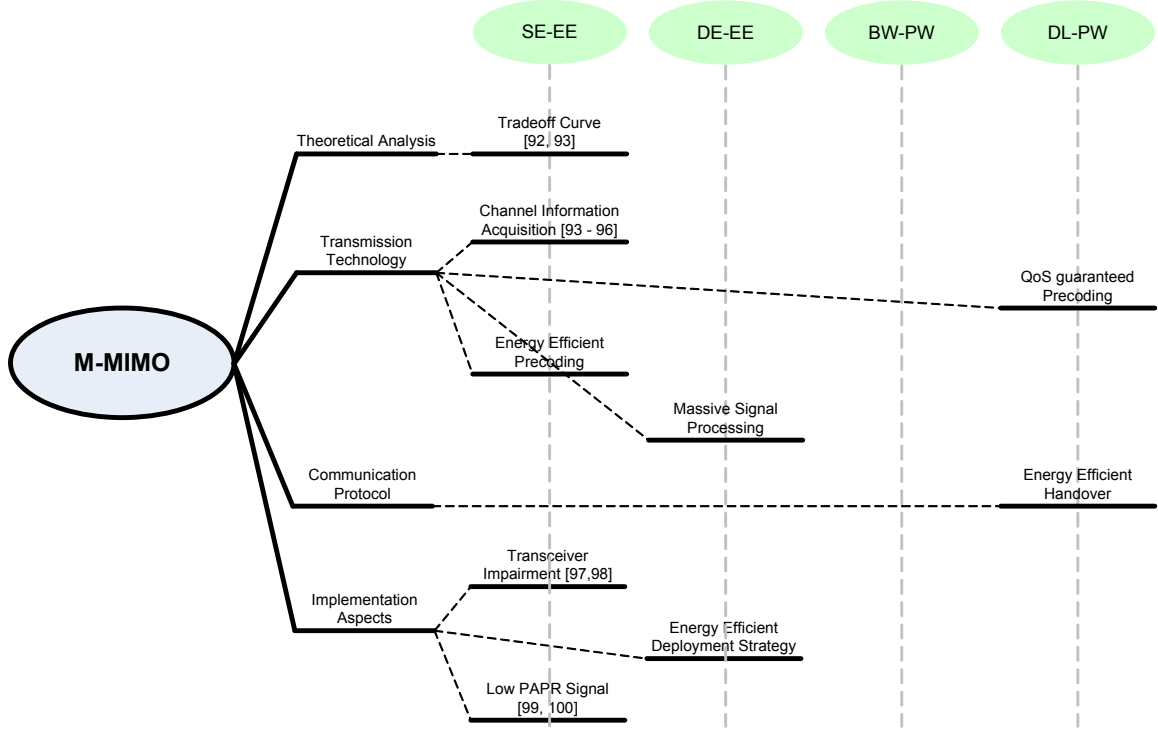 SE-EE
DE-EE
BW-PW
DL-PW
Theoretical Analysis
Tradeoff Curve
[92, 93]
Channel Information
Acquisition [93 - 96]
Transmission
Technology
QoS guaranteed
Precoding
Energy Efficient
Precoding
M-MIMO
Massive Signal
Processing
Communication
Protocol
Energy Efficient
Handover
Transceiver
Impairment [97,98]
Implementation
Aspects
Energy Efficient
Deployment Strategy
Low PAPR Signal
[99, 100]